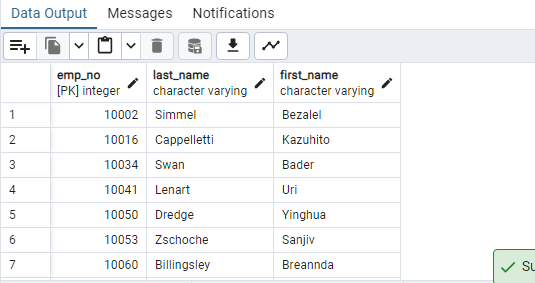 Data Output Messages Notifications
emp_no last_name first_name
[PK] integer character varying character varying
1 10002 Simmel Bezalel
2 10016 Cappelletti Kazuhito
3 10034 Swan Bader
4 10041 Lenart Uri
5 10050 Dredge Yinghua
6 10053 Zschoche Sanjiv
7 10060 Billingsley Breannda